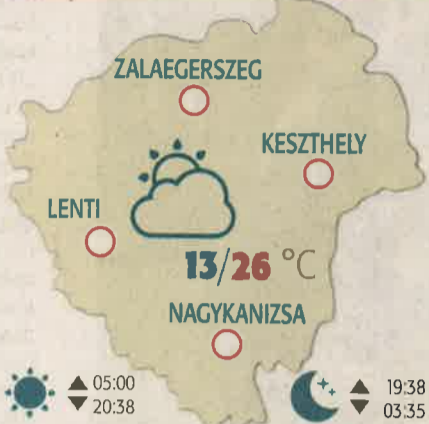 ZALAEGERSZEG
KESZTHELY
LENTI
13/26 °C
NAGYKANIZSA
▲ 05:00
▼ 20:38
▲ 19:38
▼ 03:35